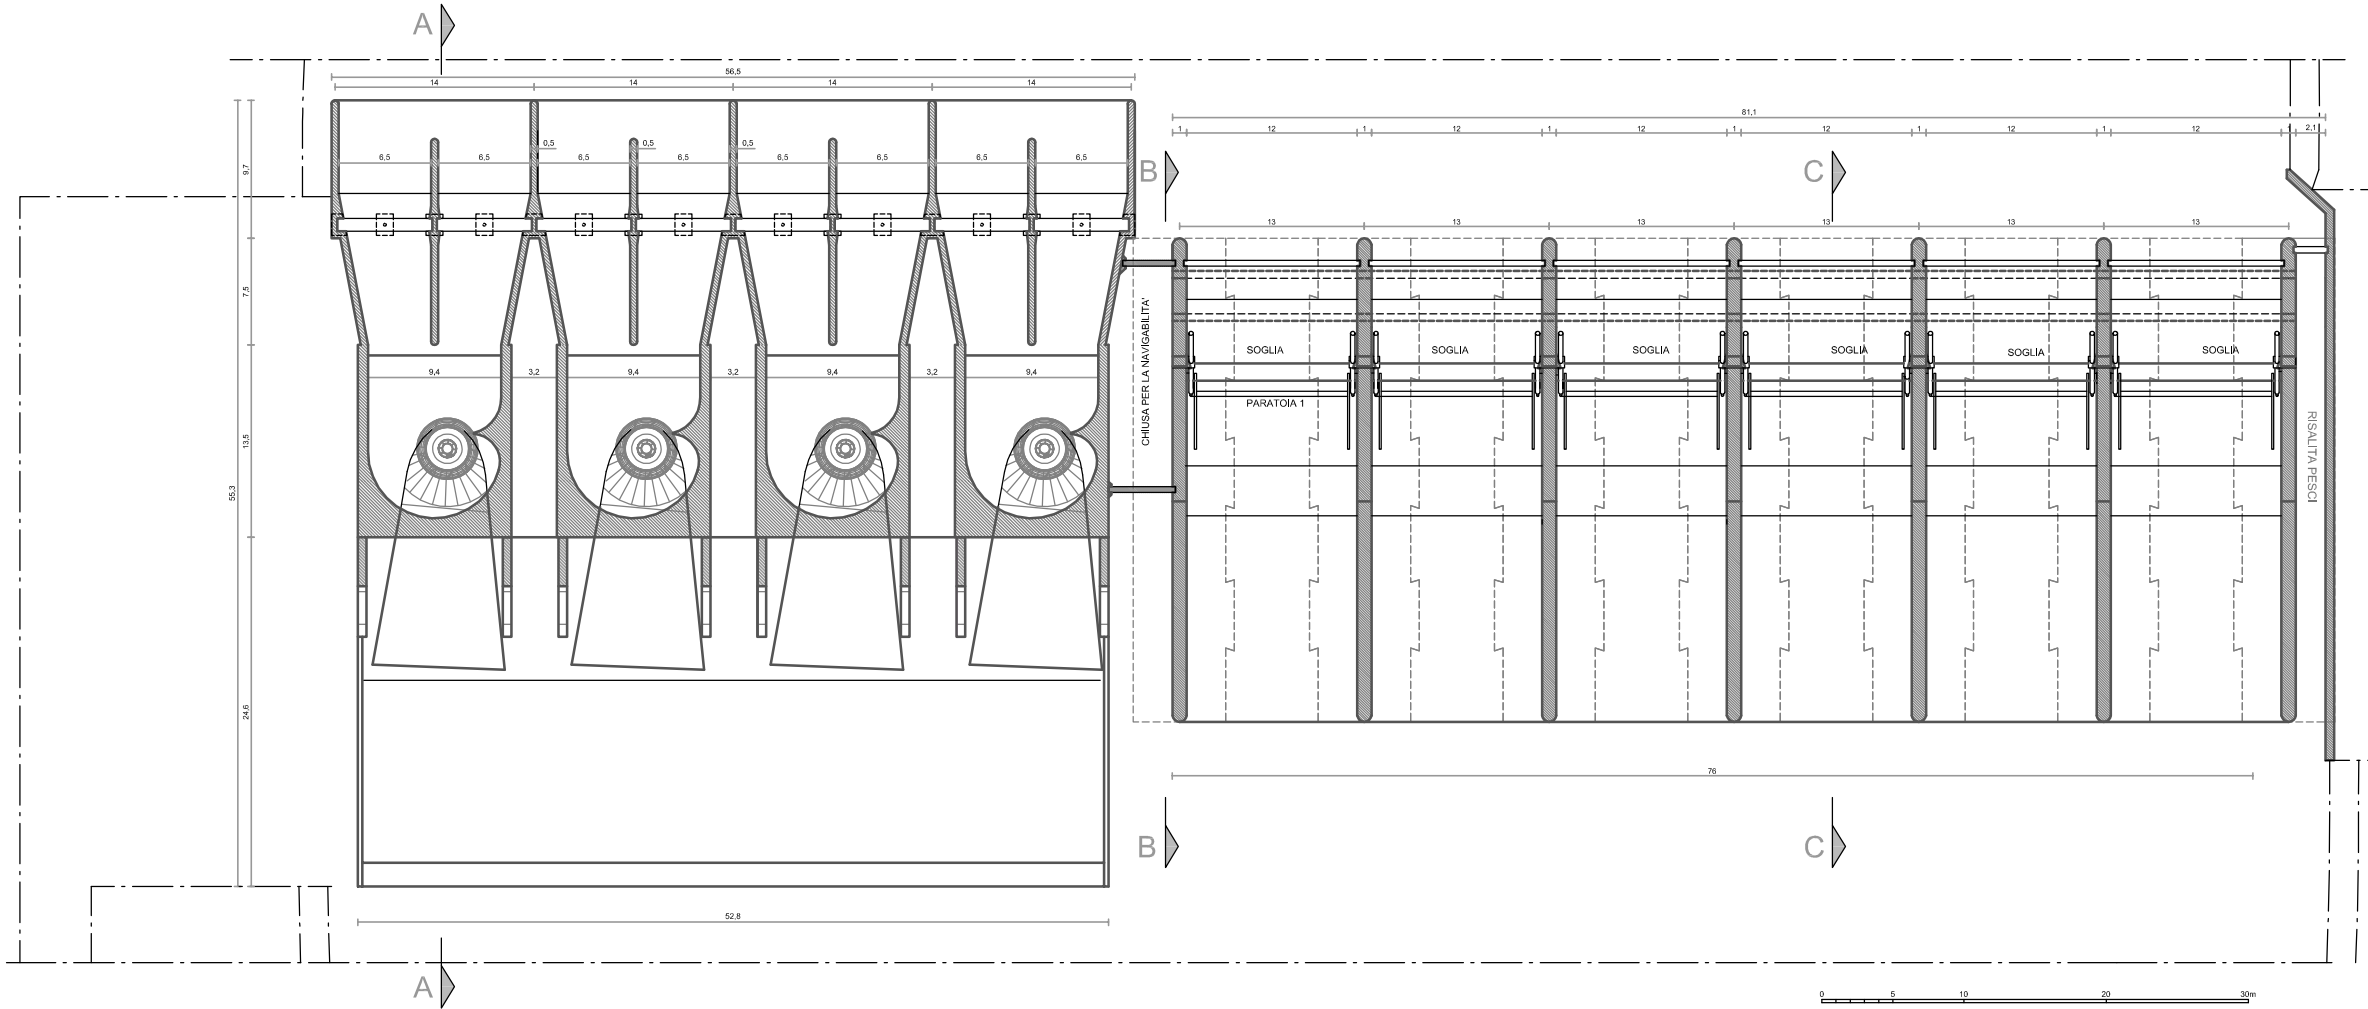 A
56,5
14 14 14 14
81,1
1 12 1 12 1 12 1 12 1 12 1 12 1 2,1
0,5 0,5 0,5
6,5 6,5 6,5 6,5 6,5 6,5 6,5 6,5
9,7
B C
13 13 13 13 13 13
7,5
CHIUSA PER LA NAVIGABILITA'
SOGLIA SOGLIA SOGLIA SOGLIA SOGLIA SOGLIA
9,4 3,2 9,4 3,2 9,4 3,2 9,4
PARATOIA 1
13,5
RISALITA PESCI
55,3
24,6
76
B C
52,8
A
0 5 10 20 30m